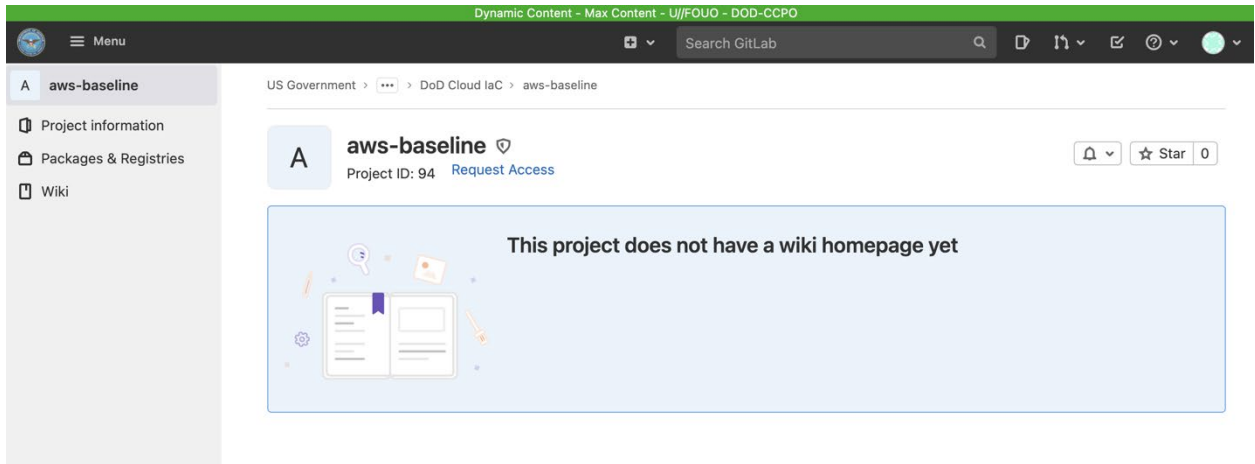 Dynamic Content - Max Content - U//FOUO - DOD-CCPO
Menu
Search GitLab
A aws-baseline
US Government > ••• > DoD Cloud IaC > aws-baseline
Project information
Packages & Registries
Wiki
A
aws-baseline
Project ID: 94 Request Access
Star 0
This project does not have a wiki homepage yet